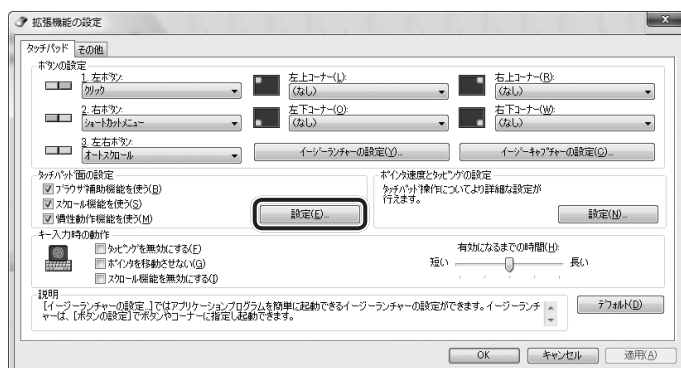 拡張機能の設定
タッチパッド その他
ボタンの設定
1. 左ボタン:
クリック
左上コーナー(L):
(なし)
右上コーナー(R):
(なし)
2. 右ボタン:
ショートカットメニュー
左下コーナー(O):
(なし)
右下コーナー(W):
(なし)
3. 左右ボタン:
オートスクロール
イージーランチャーの設定(Y)...
イージーキャプチャーの設定(C)...
タッチパッド面の設定
ブラウザ補助機能を使う(B)
スクロール機能を使う(S)
慣性動作機能を使う(M)
設定(E)...
ポインタ速度とタッピングの設定
タッチパッド操作についてより詳細な設定が
行えます。
設定(N)...
キー入力時の動作
タッピングを無効にする(F)
ポインタを移動させない(G)
スクロール機能を無効にする(I)
有効になるまでの時間(H):
短い 長い
説明
[イージーランチャーの設定...]ではアプリケーションプログラムを簡単に起動できるイージーランチャーの設定ができます。イージーランチ
ャーは、[ボタンの設定]でボタンやコーナーに指定し起動できます。
デフォルト(D)
OK キャンセル 適用(A)